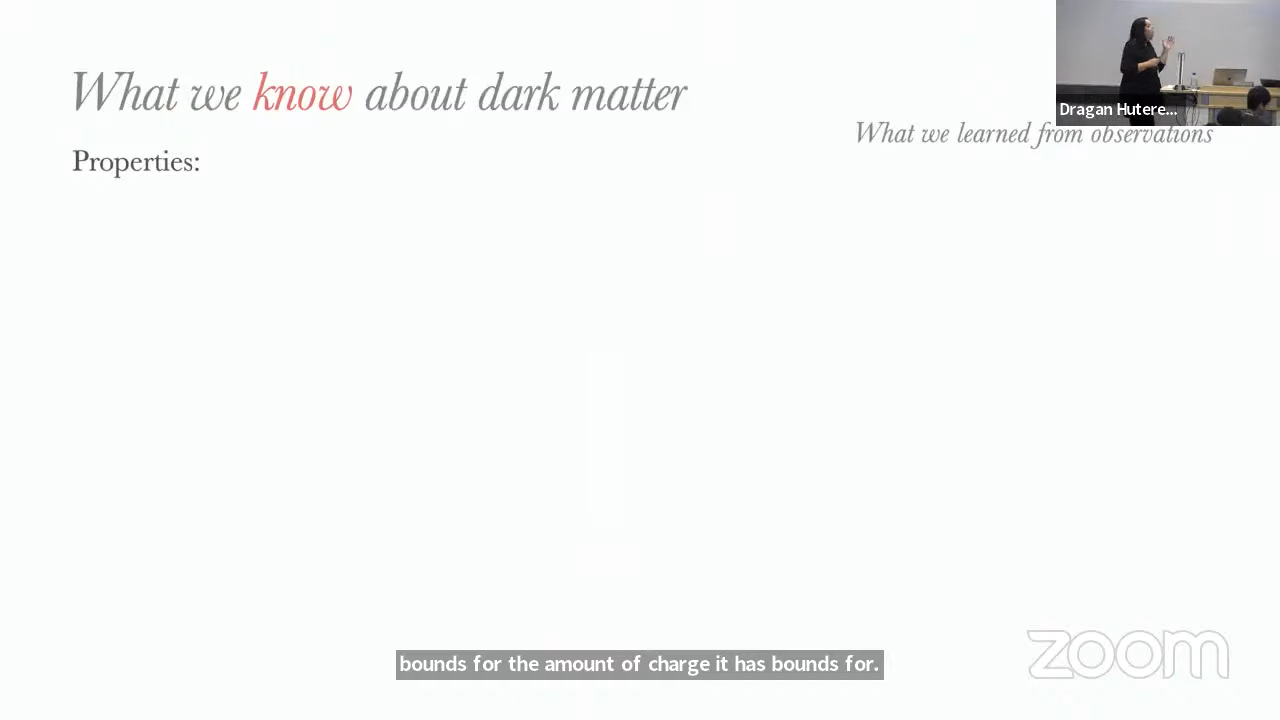 What we know about dark matter
Dragan Hutere...
What we learned from observations
Properties:
bounds for the amount of charge it has bounds for.
zoom